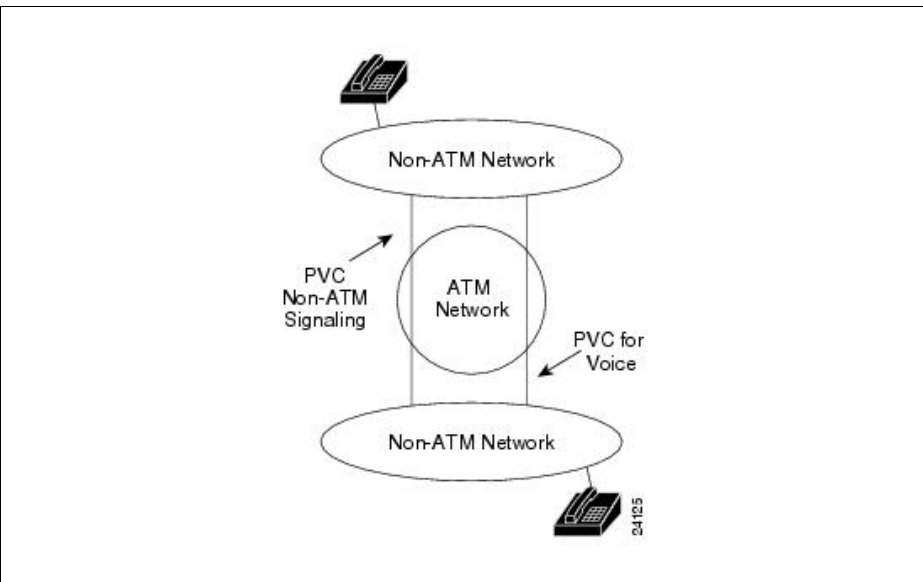 Non-ATM Network
PVC
Non-ATM
Signaling
ATM
Network
PVC for
Voice
Non-ATM Network
24125